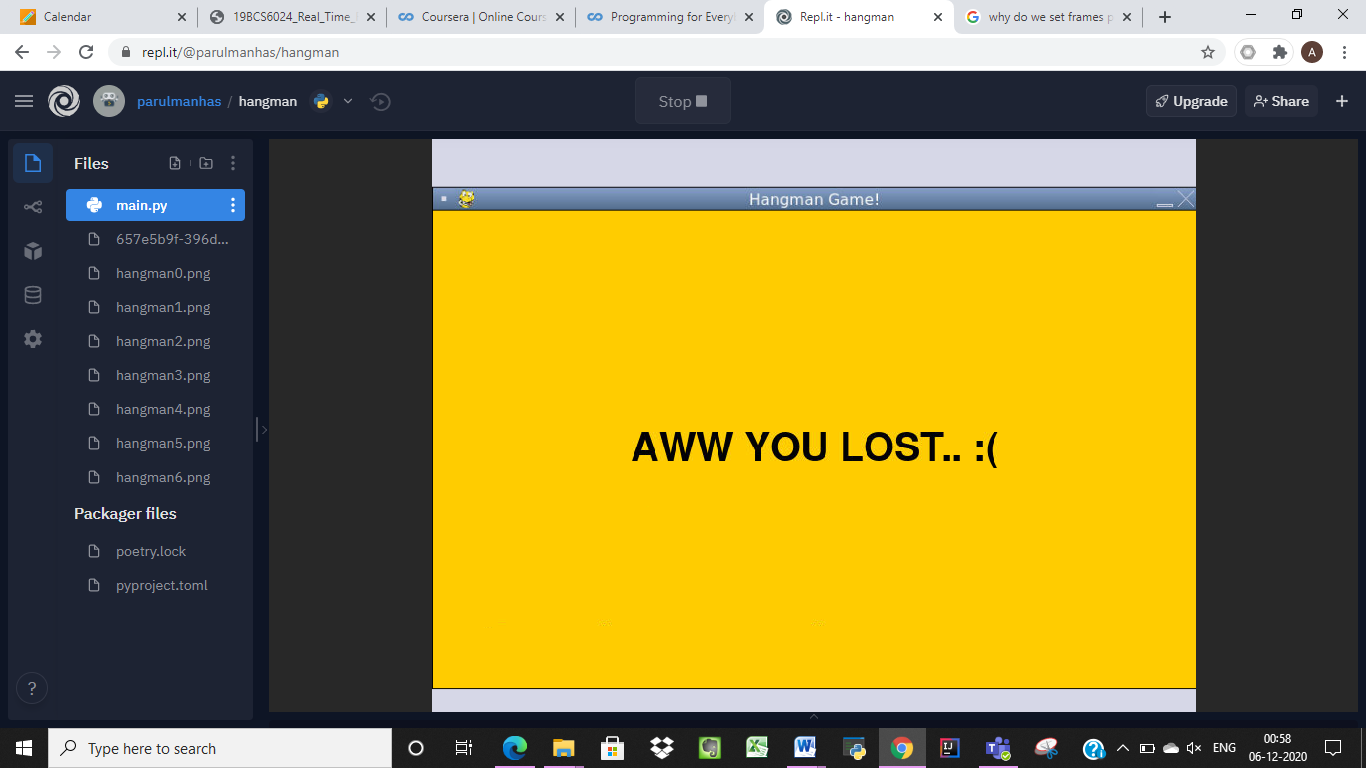 Calendar
19BCS6024_Real_Time_
Coursera | Online Cours
Programming for Every
Repl.it - hangman
why do we set frames p
repl.it/@parulmanhas/hangman
A
parulmanhas / hangman
Stop
Upgrade
Share
Files
main.py
657e5b9f-396d...
hangman0.png
hangman1.png
hangman2.png
hangman3.png
hangman4.png
hangman5.png
hangman6.png
Packager files
poetry.lock
pyproject.toml
?
Hangman Game!
AWW YOU LOST.. :(
Type here to search
ENG
00:58
06-12-2020